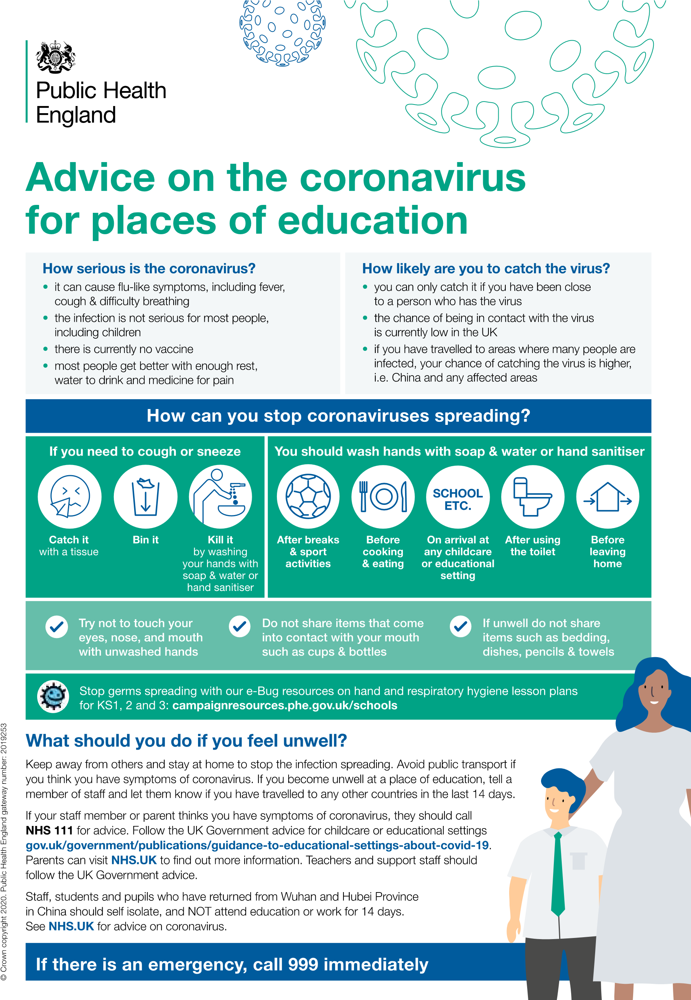 Public Health
England
Advice on the coronavirus
for places of education
How serious is the coronavirus?
• it can cause flu-like symptoms, including fever,
cough & difficulty breathing
• the infection is not serious for most people,
including children
• there is currently no vaccine
• most people get better with enough rest,
water to drink and medicine for pain
How likely are you to catch the virus?
• you can only catch it if you have been close
to a person who has the virus
• the chance of being in contact with the virus
is currently low in the UK
• if you have travelled to areas where many people are
infected, your chance of catching the virus is higher,
i.e. China and any affected areas
How can you stop coronaviruses spreading?
If you need to cough or sneeze
Catch it
with a tissue
Bin it
Kill it
by washing
your hands with
soap & water or
hand sanitiser
You should wash hands with soap & water or hand sanitiser
After breaks
& sport
activities
Before
cooking
& eating
SCHOOL
ETC.
On arrival at
any childcare
or educational
setting
After using
the toilet
Before
leaving
home
Try not to touch your
eyes, nose, and mouth
with unwashed hands
Do not share items that come
into contact with your mouth
such as cups & bottles
If unwell do not share
items such as bedding,
dishes, pencils & towels
Stop germs spreading with our e-Bug resources on hand and respiratory hygiene lesson plans
for KS1, 2 and 3: campaignresources.phe.gov.uk/schools
What should you do if you feel unwell?
Keep away from others and stay at home to stop the infection spreading. Avoid public transport if
you think you have symptoms of coronavirus. If you become unwell at a place of education, tell a
member of staff and let them know if you have travelled to any other countries in the last 14 days.
If your staff member or parent thinks you have symptoms of coronavirus, they should call
NHS 111 for advice. Follow the UK Government advice for childcare or educational settings
gov.uk/government/publications/guidance-to-educational-settings-about-covid-19.
Parents can visit NHS.UK to find out more information. Teachers and support staff should
follow the UK Government advice.
Staff, students and pupils who have returned from Wuhan and Hubei Province
in China should self isolate, and NOT attend education or work for 14 days.
See NHS.UK for advice on coronavirus.
If there is an emergency, call 999 immediately
© Crown copyright 2020. Public Health England gateway number: 2019253